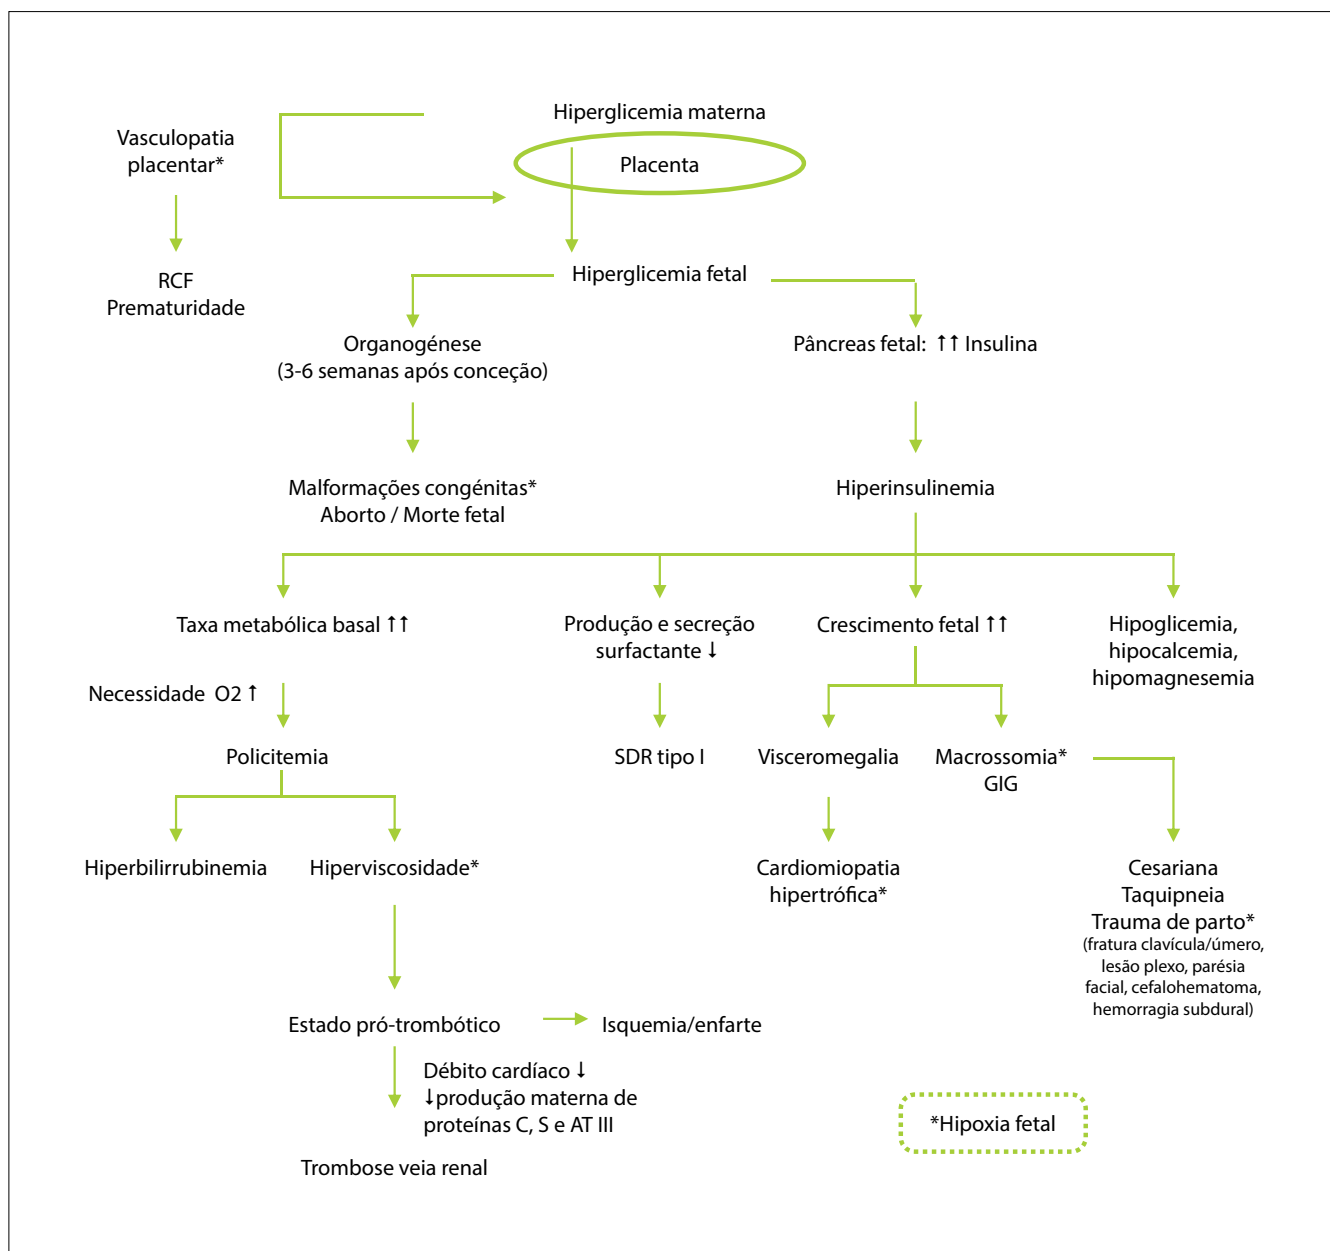 Hiperglicemia materna
Vasculopatia
placentar*
Placenta
RCF
Prematuridade
Hiperglicemia fetal
Organogénese
(3-6 semanas após conceção)
Pâncreas fetal: ↑↑ Insulina
Malformações congénitas*
Aborto / Morte fetal
Hiperinsulinemia
Taxa metabólica basal ↑↑
Produção e secreção
surfactante ↓
Crescimento fetal ↑↑
Hipoglicemia,
hipocalcemia,
hipomagnesemia
Necessidade O2 ↑
Policitemia
SDR tipo I
Visceromegalia
Macrossomia*
GIG
Hiperbilirrubinemia
Hiperviscosidade*
Cardiomiopatia
hipertrófica*
Cesariana
Taquipneia
Trauma de parto*
(fratura clavícula/úmero,
lesão plexo, parésia
facial, cefalohematoma,
hemorragia subdural)
Estado pró-trombótico
Isquemia/enfarte
Débito cardíaco ↓
↓produção materna de
proteínas C, S e AT III
*Hipoxia fetal
Trombose veia renal